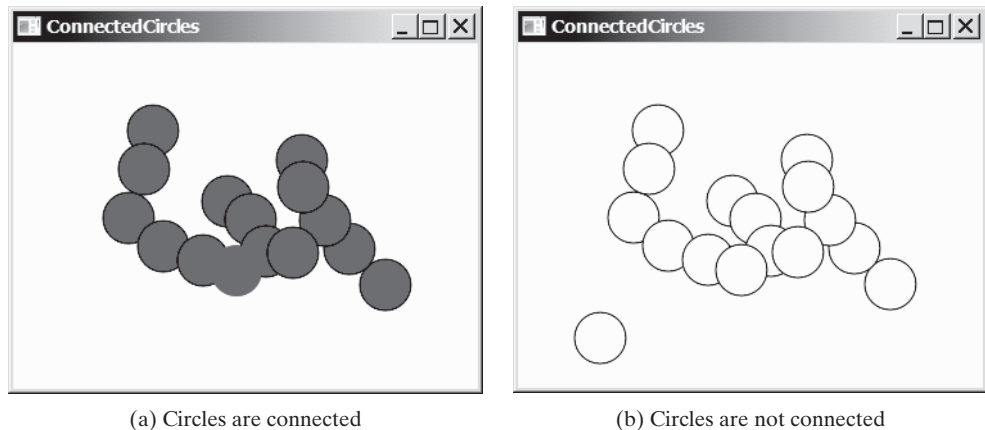 ConnectedCircles
ConnectedCircles
(a) Circles are connected
(b) Circles are not connected